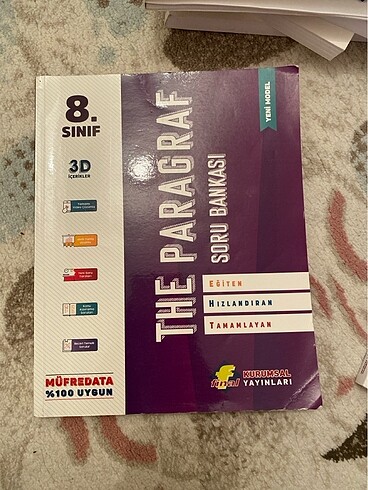 8.
SINIF
3D
İÇERİKLER
MÜFREDATA
%100 UYGUN
THE PARAGRAF
SORU BANKASI
YENİ MODEL
EĞİTEN
HIZLANDIRAN
TAMAMLAYAN
final
KURUMSAL
YAYINLARI